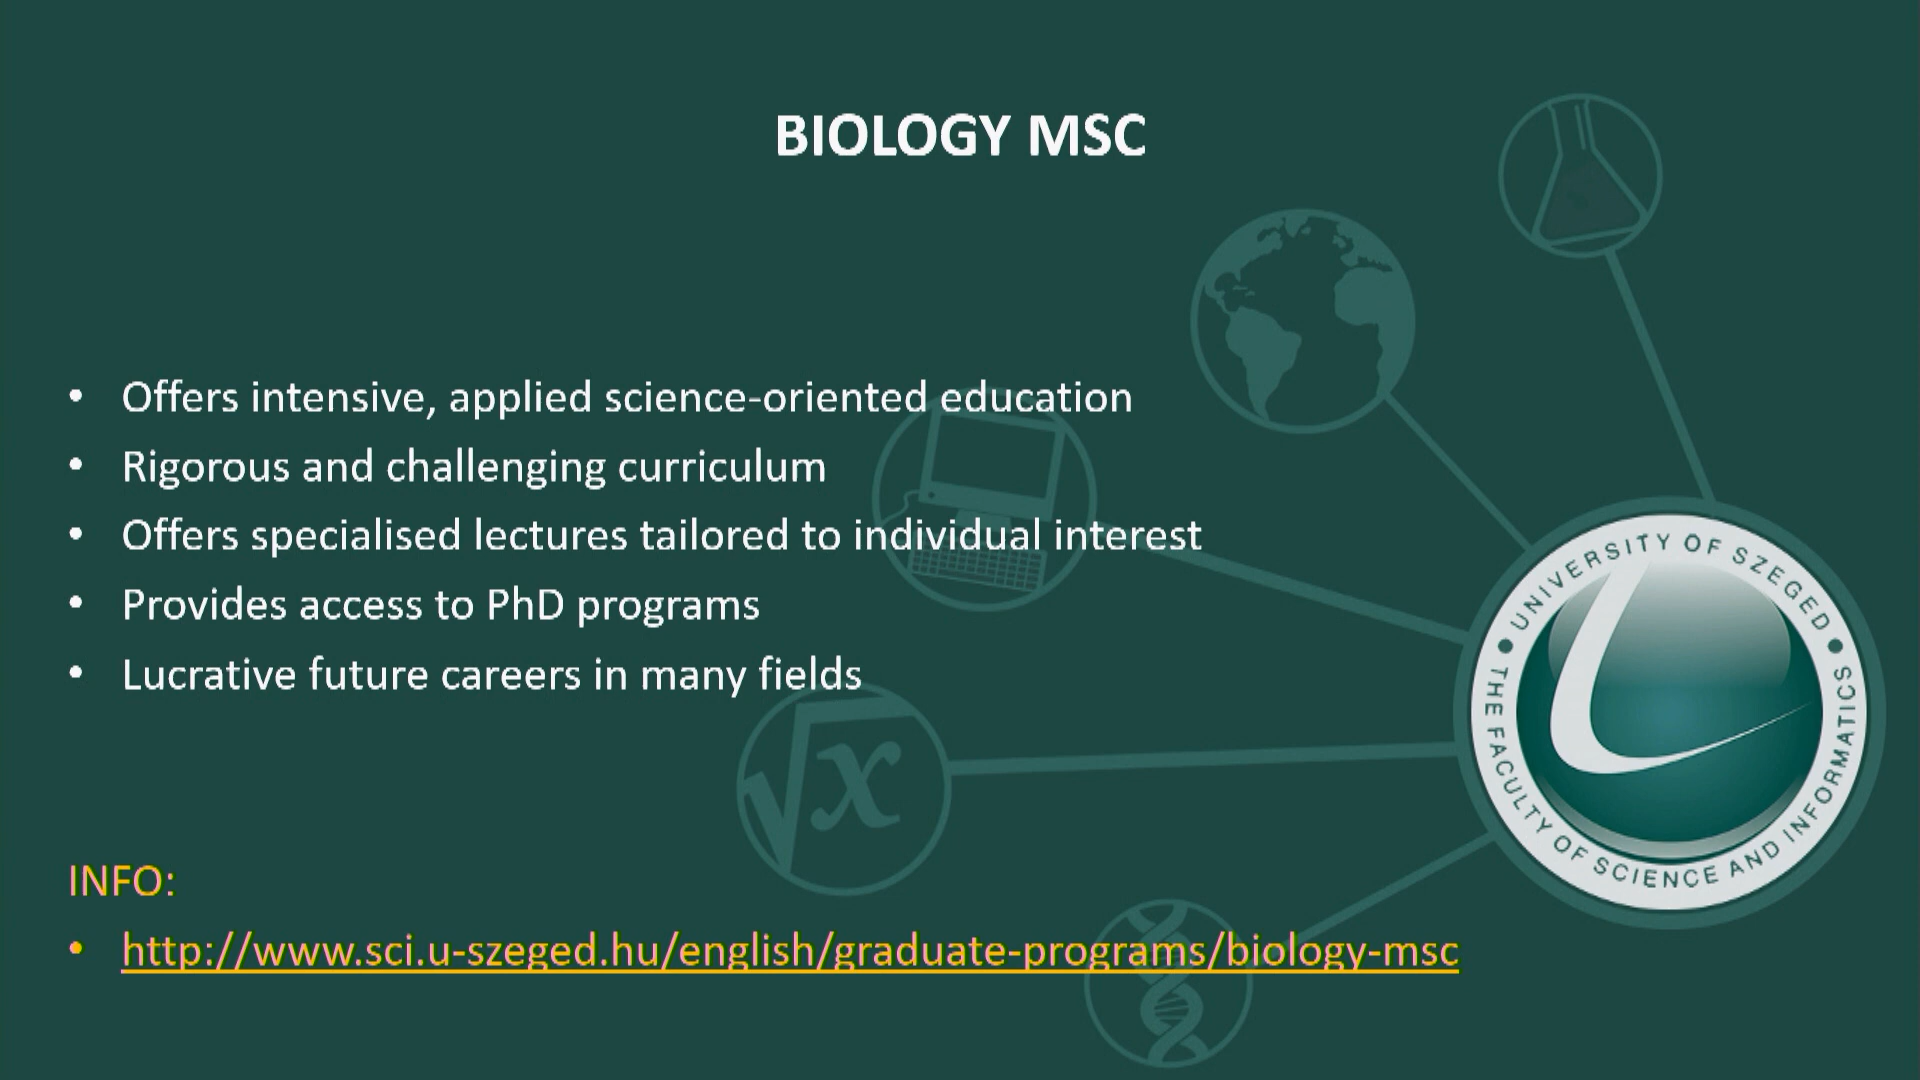 BIOLOGY MSC
• Offers intensive, applied science-oriented education
• Rigorous and challenging curriculum
• Offers specialised lectures tailored to individual interest
• Provides access to PhD programs
• Lucrative future careers in many fields
√x
UNIVERSITY OF SZEGED
THE FACULTY OF SCIENCE AND INFORMATICS
INFO:
• http://www.sci.u-szeged.hu/english/graduate-programs/biology-msc